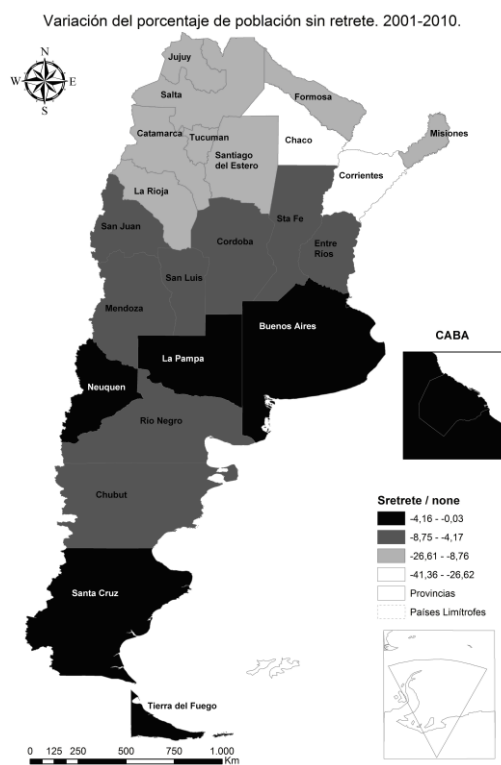 Variación del porcentaje de población sin retrete. 2001-2010.
N
W
E
S
Jujuy
Salta
Formosa
Catamarca
Tucuman
Chaco
Misiones
Santiago
del Estero
Corrientes
La Rioja
San Juan
Cordoba
Sta Fe
Entre
Rios
San Luis
Mendoza
Buenos Aires
CABA
La Pampa
Neuquen
Rio Negro
Chubut
Sretrete / none
-4,16 - -0,03
-8,75 - -4,17
-26,61 - -8,76
-41,36 - -26,62
Provincias
Países Limítrofes
Santa Cruz
Tierra del Fuego
0 125 250 500 750 1.000
Km